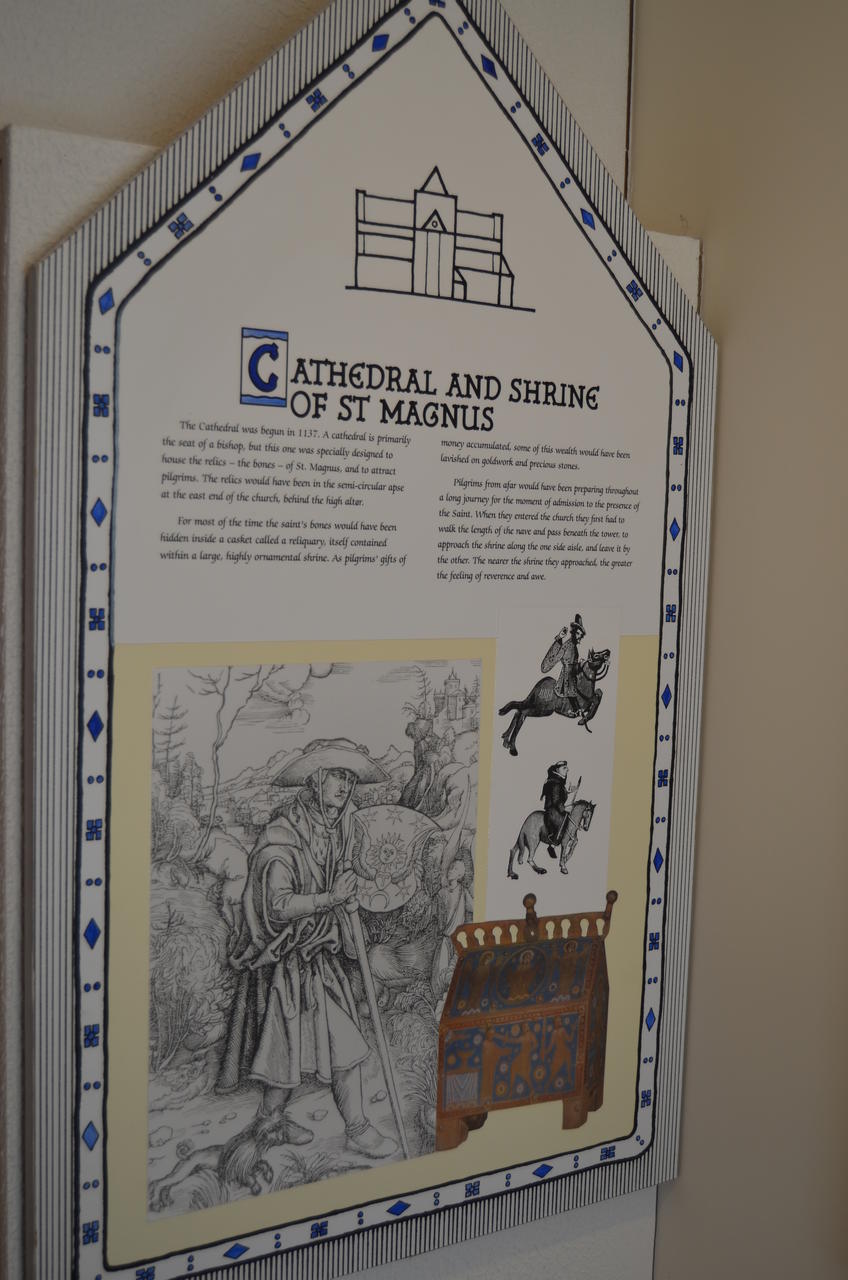 CATHEDRAL AND SHRINE
OF ST MAGNUS
The Cathedral was begun in 1137. A cathedral is primarily
the seat of a bishop, but this one was specially designed to
house the relics – the bones – of St. Magnus, and to attract
pilgrims. The relics would have been in the semi-circular apse
at the east end of the church, behind the high altar.
For most of the time the saint's bones would have been
hidden inside a casket called a reliquary, itself contained
within a large, highly ornamental shrine. As pilgrims' gifts of
money accumulated, some of this wealth would have been
lavished on goldwork and precious stones.
Pilgrims from afar would have been preparing throughout
a long journey for the moment of admission to the presence of
the Saint. When they entered the church they first had to
walk the length of the nave and pass beneath the tower, to
approach the shrine along the one side aisle, and leave it by
the other. The nearer the shrine they approached, the greater
the feeling of reverence and awe.